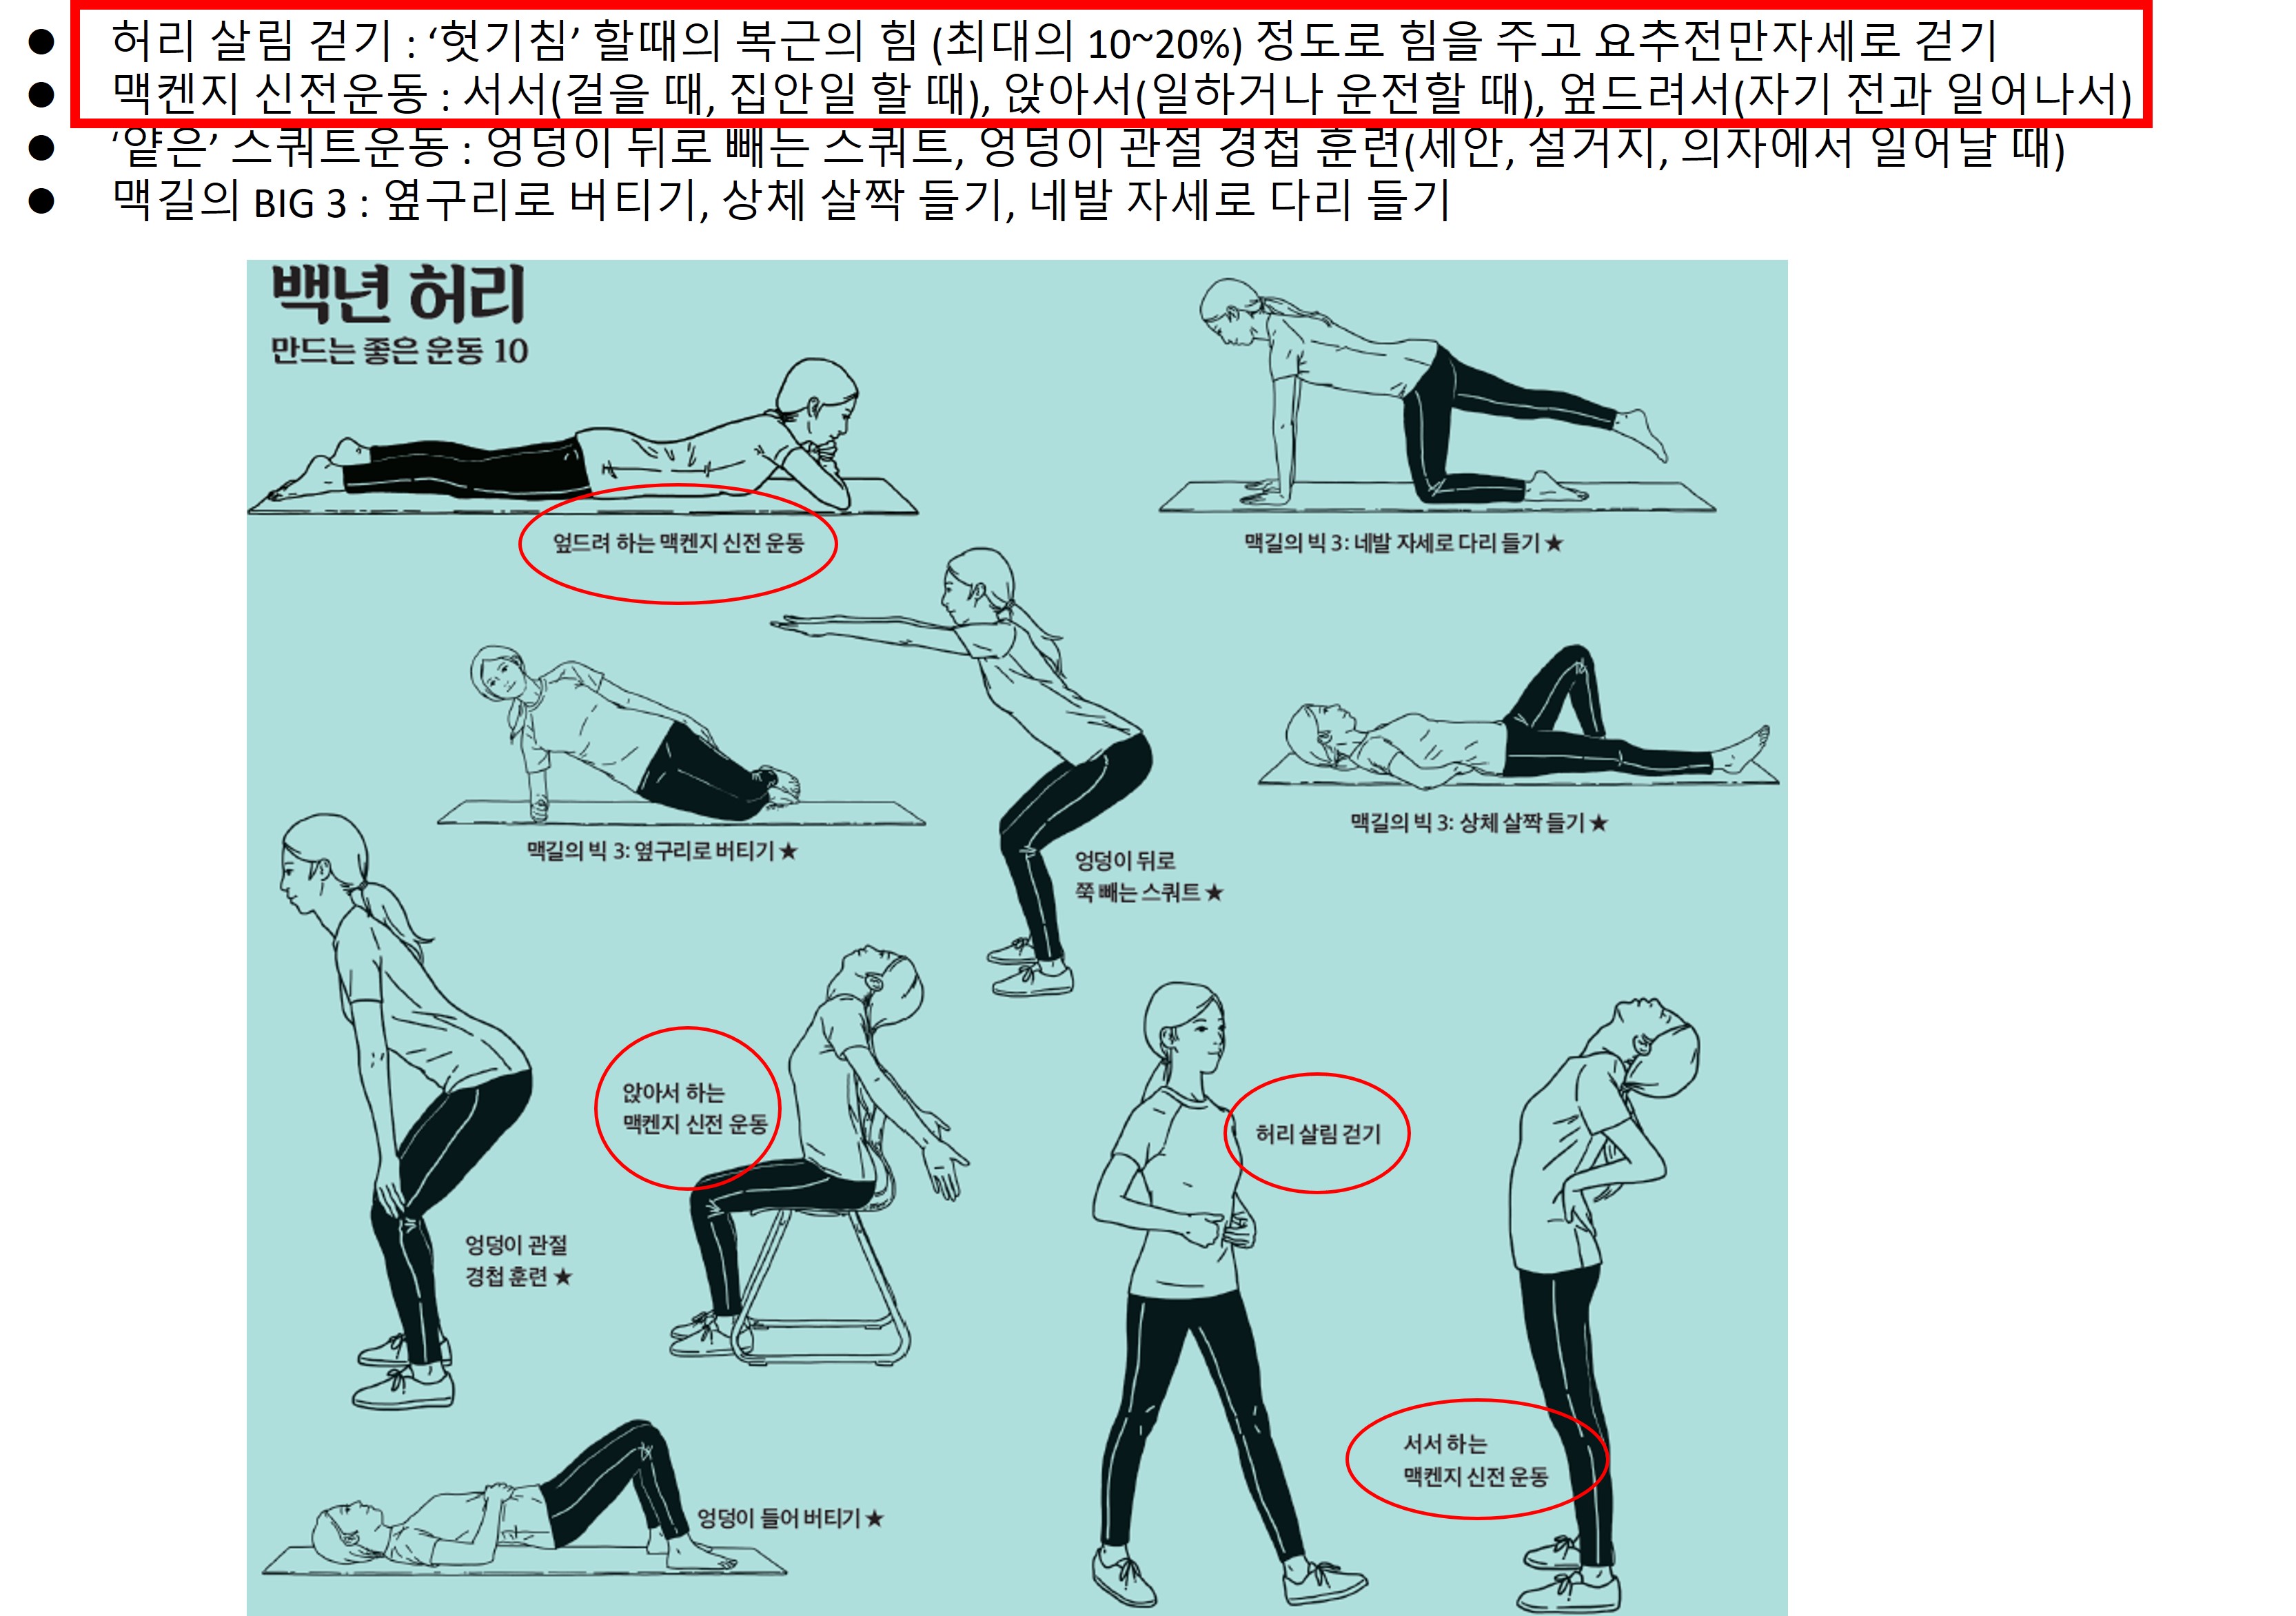 ● 허리 살림 걷기 : ‘헛기침’ 할때의 복근의 힘 (최대의 10~20%) 정도로 힘을 주고 요추전만자세로 걷기
● 맥켄지 신전운동 : 서서(걸을 때, 집안일 할 때), 앉아서(일하거나 운전할 때), 엎드려서(자기 전과 일어나서)
● ‘얕은’ 스쿼트운동 : 엉덩이 뒤로 빼는 스쿼트, 엉덩이 관절 경첩 훈련(세안, 설거지, 의자에서 일어날 때)
● 맥길의 BIG 3 : 옆구리로 버티기, 상체 살짝 들기, 네발 자세로 다리 들기
백년 허리
만드는 좋은 운동 10
엎드려 하는 맥켄지 신전 운동
맥길의 빅 3: 네발 자세로 다리 들기 ★
맥길의 빅 3: 옆구리로 버티기 ★
엉덩이 뒤로
쭉 빼는 스쿼트 ★
맥길의 빅 3: 상체 살짝 들기 ★
엉덩이 관절
경첩 훈련 ★
앉아서 하는
맥켄지 신전 운동
허리 살림 걷기
서서 하는
맥켄지 신전 운동
엉덩이 들어 버티기 ★